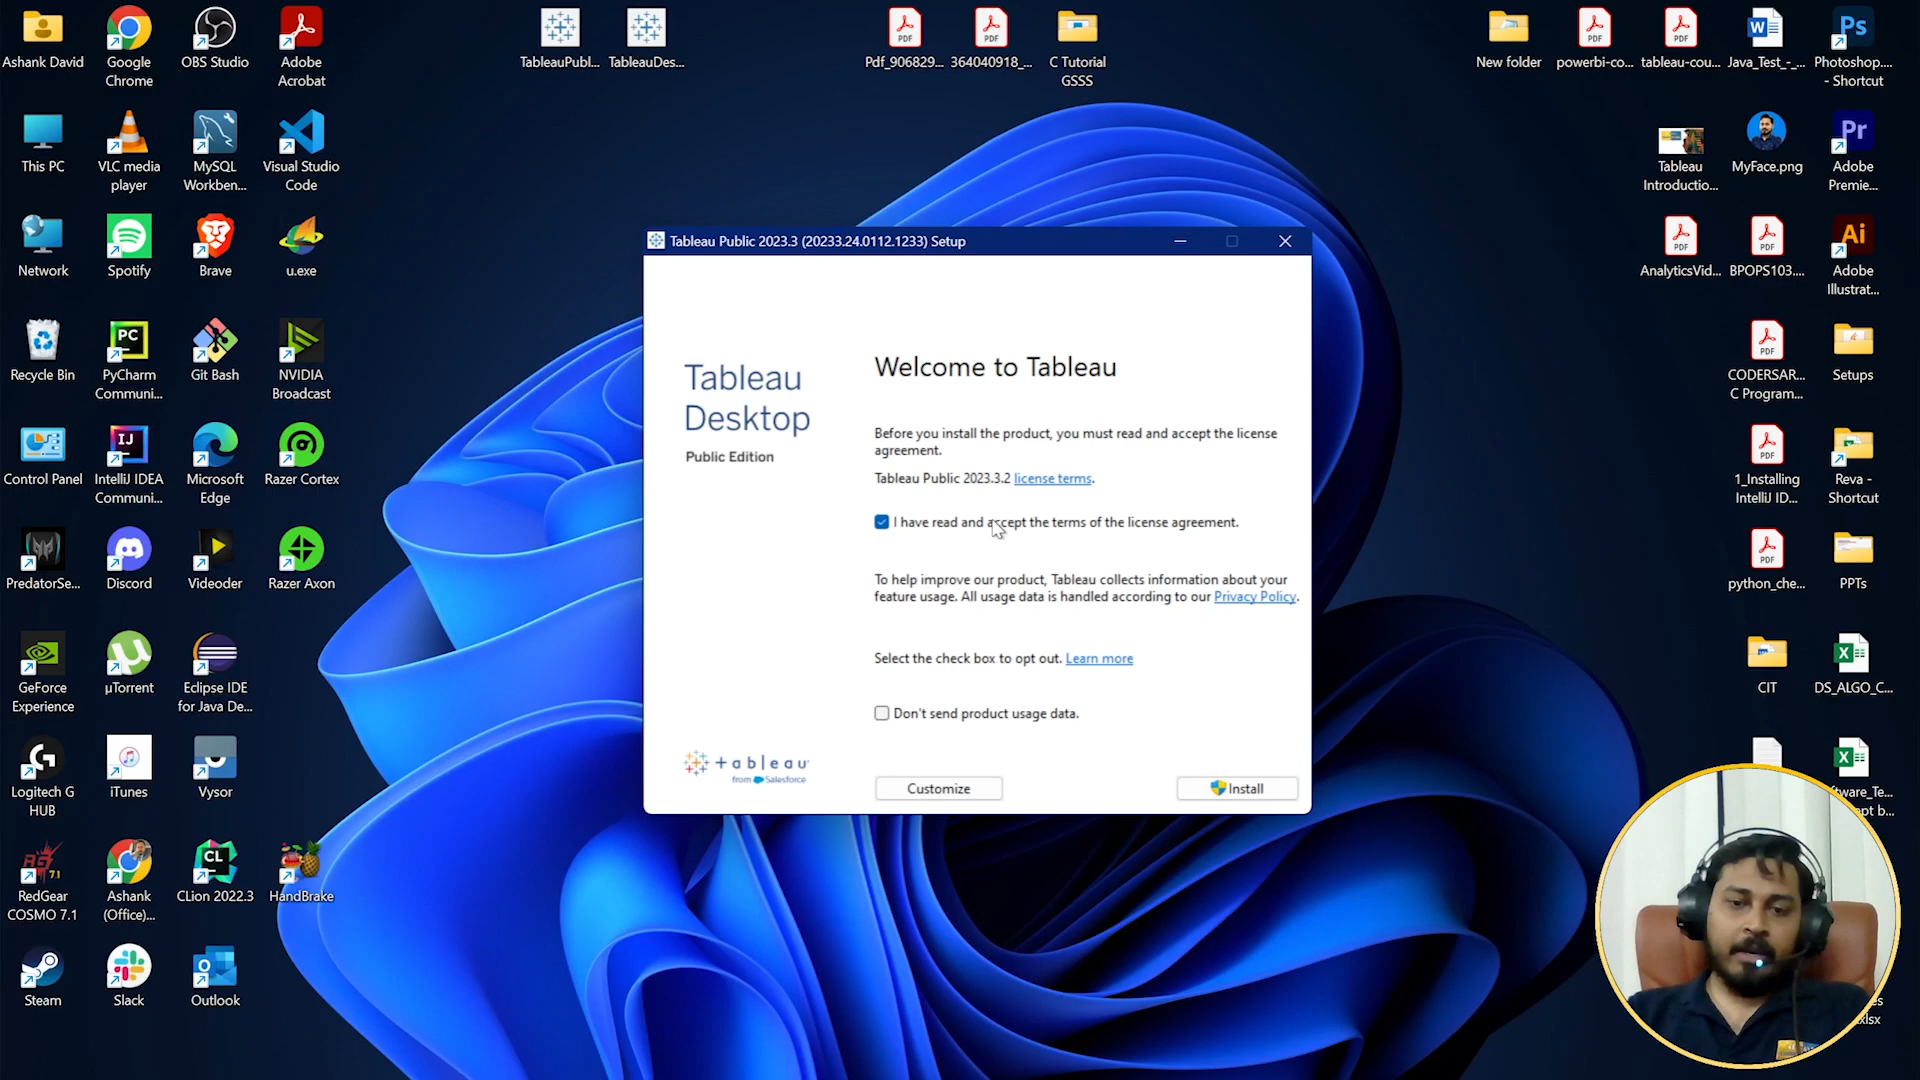 Ashank David
Google
Chrome
OBS Studio
Adobe
Acrobat
TableauPubl...
TableauDes...
Pdf_906829...
364040918_...
C Tutorial
GSSS
New folder
powerbi-co...
tableau-cou...
Java_Test_-_...
Photoshop....
- Shortcut
This PC
VLC media
player
MySQL
Workben...
Visual Studio
Code
Tableau
Introductio...
MyFace.png
Adobe
Premie...
Network
Spotify
Brave
u.exe
AnalyticsVid...
BPOPS103....
Adobe
Illustrat...
Recycle Bin
PyCharm
Communi...
Git Bash
NVIDIA
Broadcast
CODERSAR...
C Program...
Setups
Control Panel
IntelliJ IDEA
Communi...
Microsoft
Edge
Razer Cortex
1_Installing
IntelliJ ID...
Reva -
Shortcut
PredatorSe...
Discord
Videoder
Razer Axon
python_che...
PPTs
GeForce
Experience
µTorrent
Eclipse IDE
for Java De...
CIT
DS_ALGO_C...
Logitech G
HUB
iTunes
Vysor
RedGear
COSMO 7.1
Ashank
(Office)...
CLion 2022.3
HandBrake
Steam
Slack
Outlook
Tableau Public 2023.3 (20233.24.0112.1233) Setup
Tableau
Desktop
Public Edition
Welcome to Tableau
Before you install the product, you must read and accept the license
agreement.
Tableau Public 2023.3.2 license terms.
I have read and accept the terms of the license agreement.
To help improve our product, Tableau collects information about your
feature usage. All usage data is handled according to our Privacy Policy.
Select the check box to opt out. Learn more
Don't send product usage data.
tableau
from Salesforce
Customize
Install